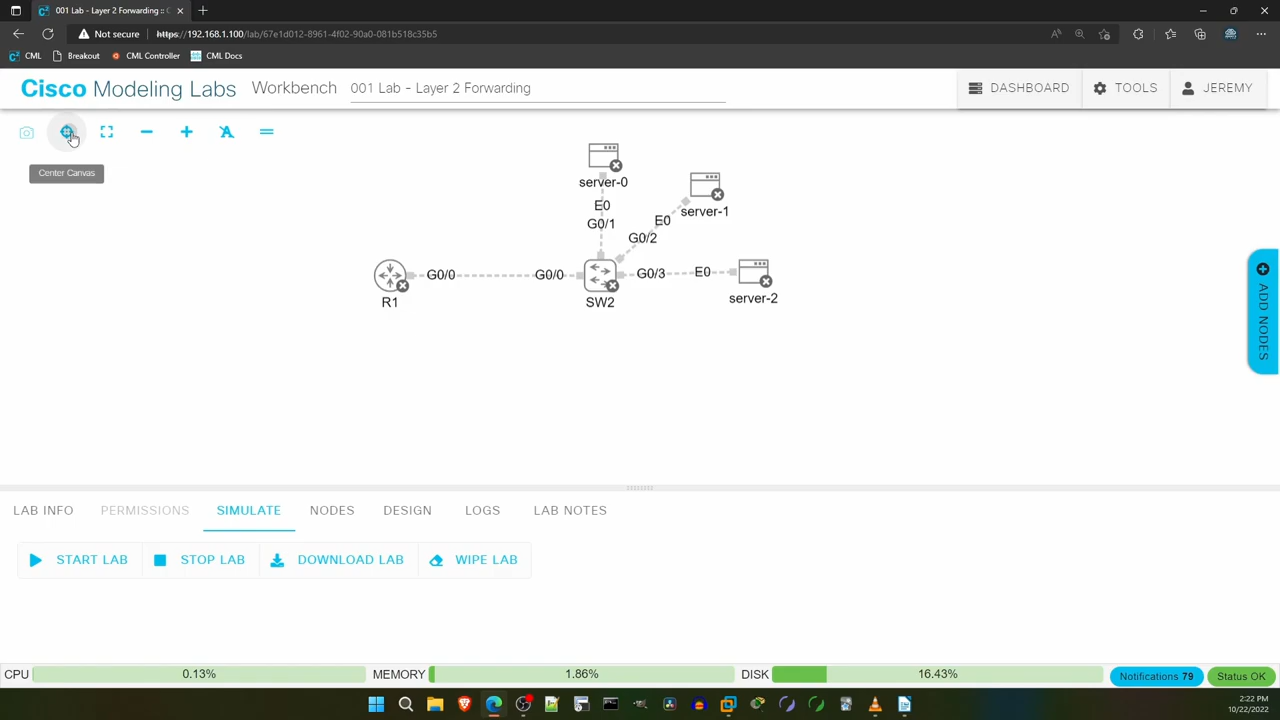 001 Lab - Layer 2 Forwarding :: C
Not secure
https://192.168.1.100/lab/67e1d012-8961-4f02-90a0-081b518c35b5
CML
Breakout
CML Controller
CML Docs
Cisco Modeling Labs
Workbench
001 Lab - Layer 2 Forwarding
DASHBOARD
TOOLS
JEREMY
Center Canvas
server-0
E0
G0/1
server-1
E0
G0/2
G0/0
G0/0
G0/3
E0
R1
SW2
server-2
ADD NODES
LAB INFO
PERMISSIONS
SIMULATE
NODES
DESIGN
LOGS
LAB NOTES
START LAB
STOP LAB
DOWNLOAD LAB
WIPE LAB
CPU
0.13%
MEMORY
1.86%
DISK
16.43%
Notifications 79
Status OK
2:22 PM
10/22/2022